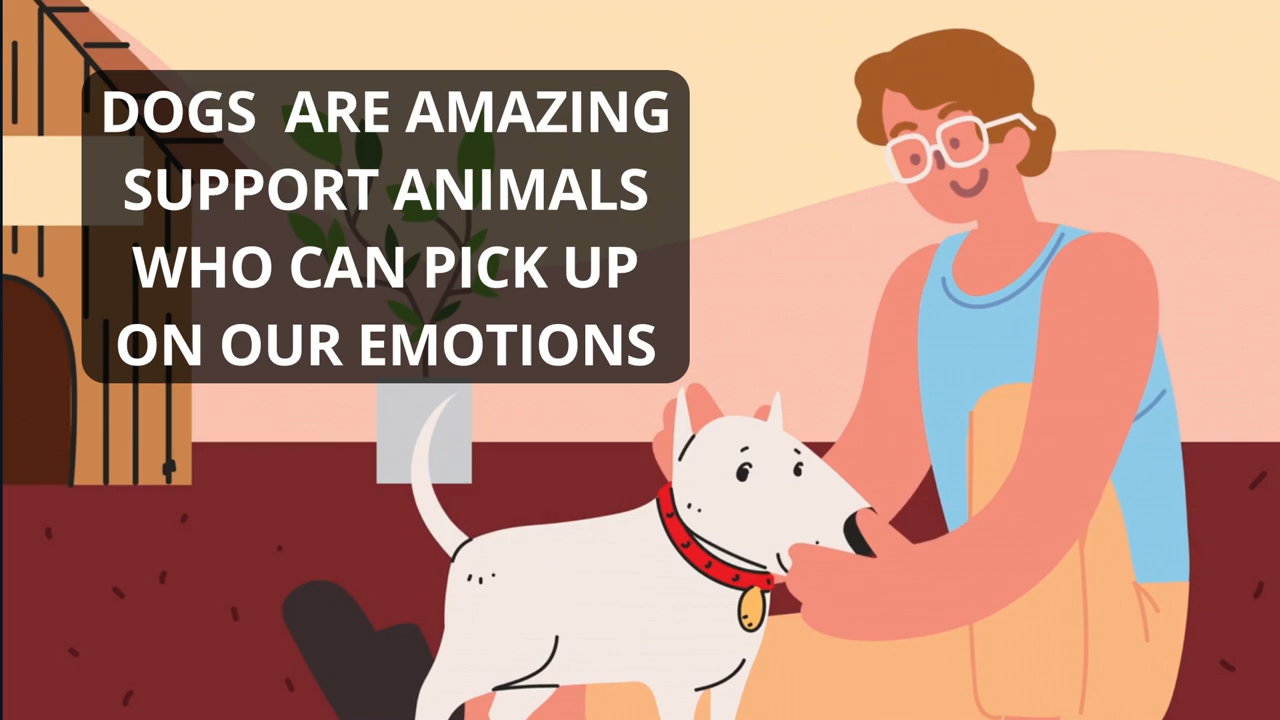 DOGS  ARE AMAZING
SUPPORT ANIMALS
WHO CAN PICK UP
ON OUR EMOTIONS